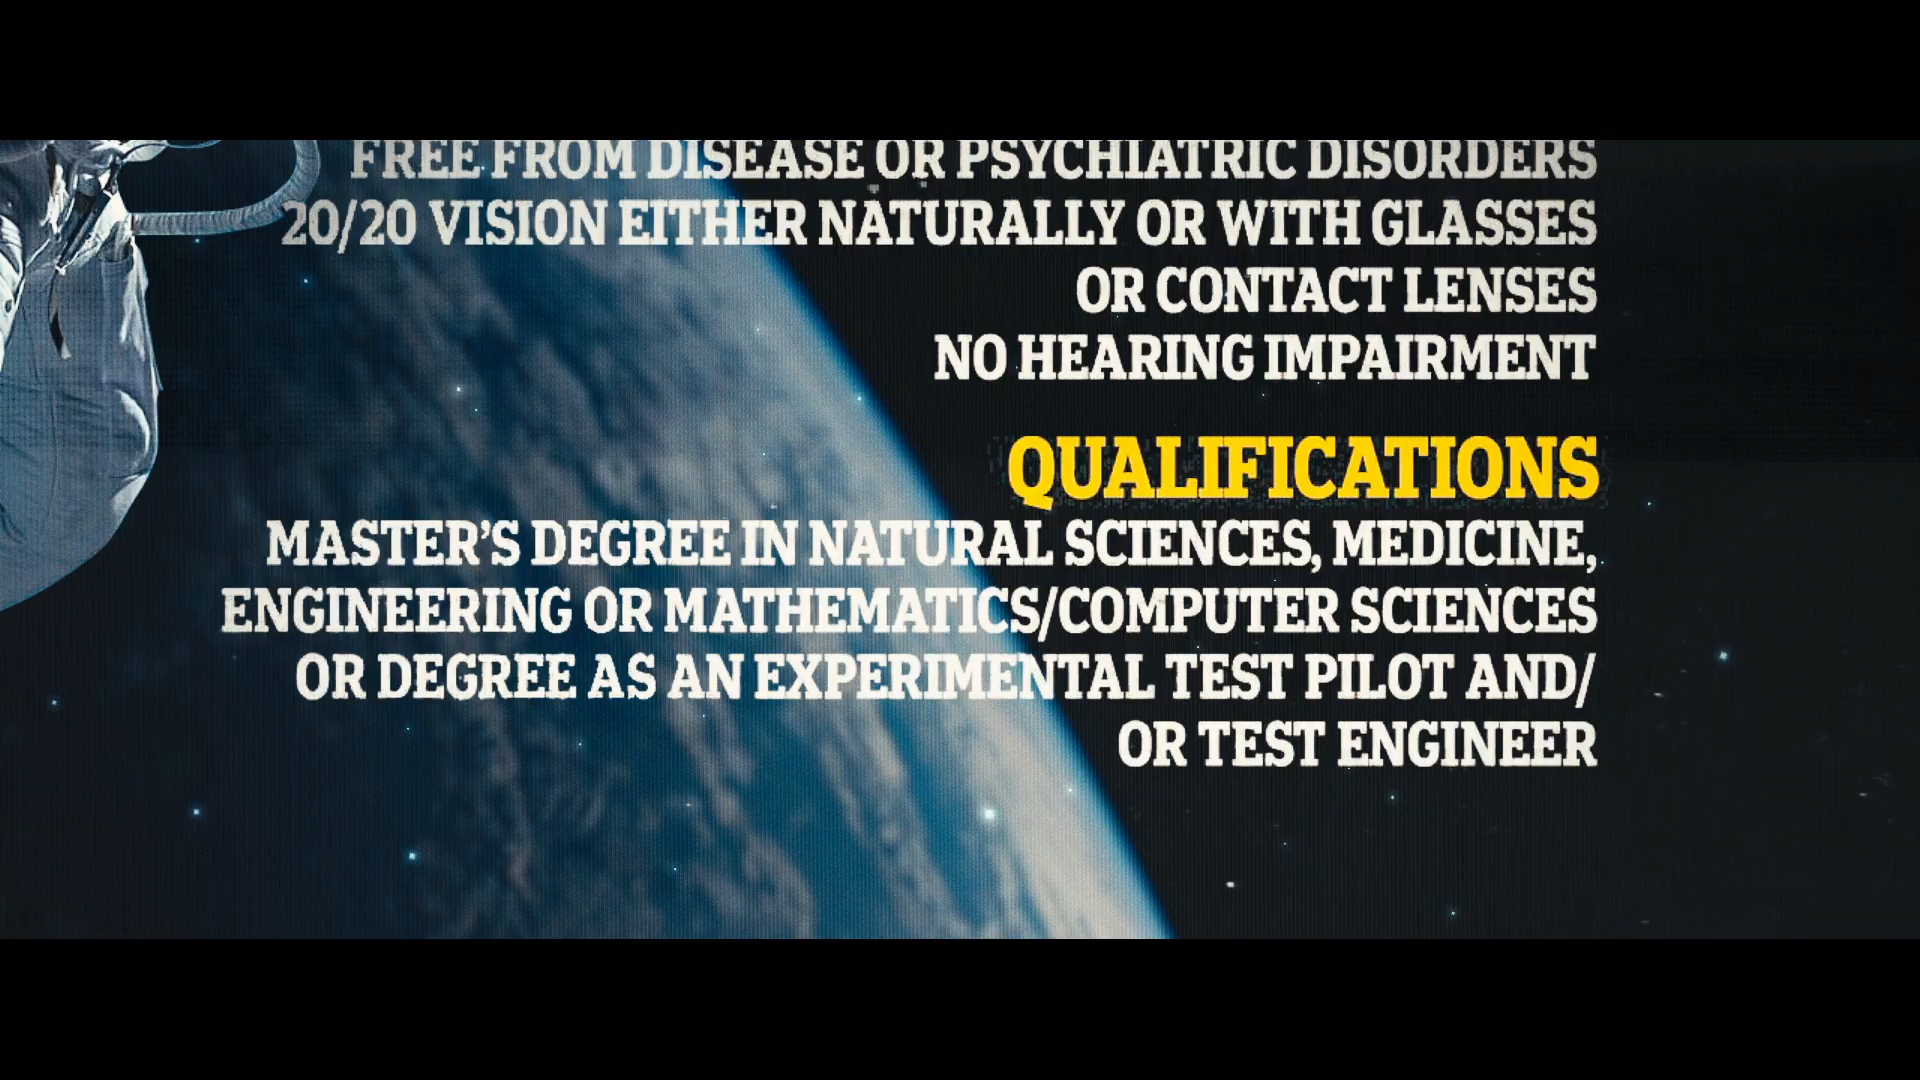 FREE FROM DISEASE OR PSYCHIATRIC DISORDERS
20/20 VISION EITHER NATURALLY OR WITH GLASSES
OR CONTACT LENSES
NO HEARING IMPAIRMENT
QUALIFICATIONS
MASTER’S DEGREE IN NATURAL SCIENCES, MEDICINE,
ENGINEERING OR MATHEMATICS/COMPUTER SCIENCES
OR DEGREE AS AN EXPERIMENTAL TEST PILOT AND/
OR TEST ENGINEER